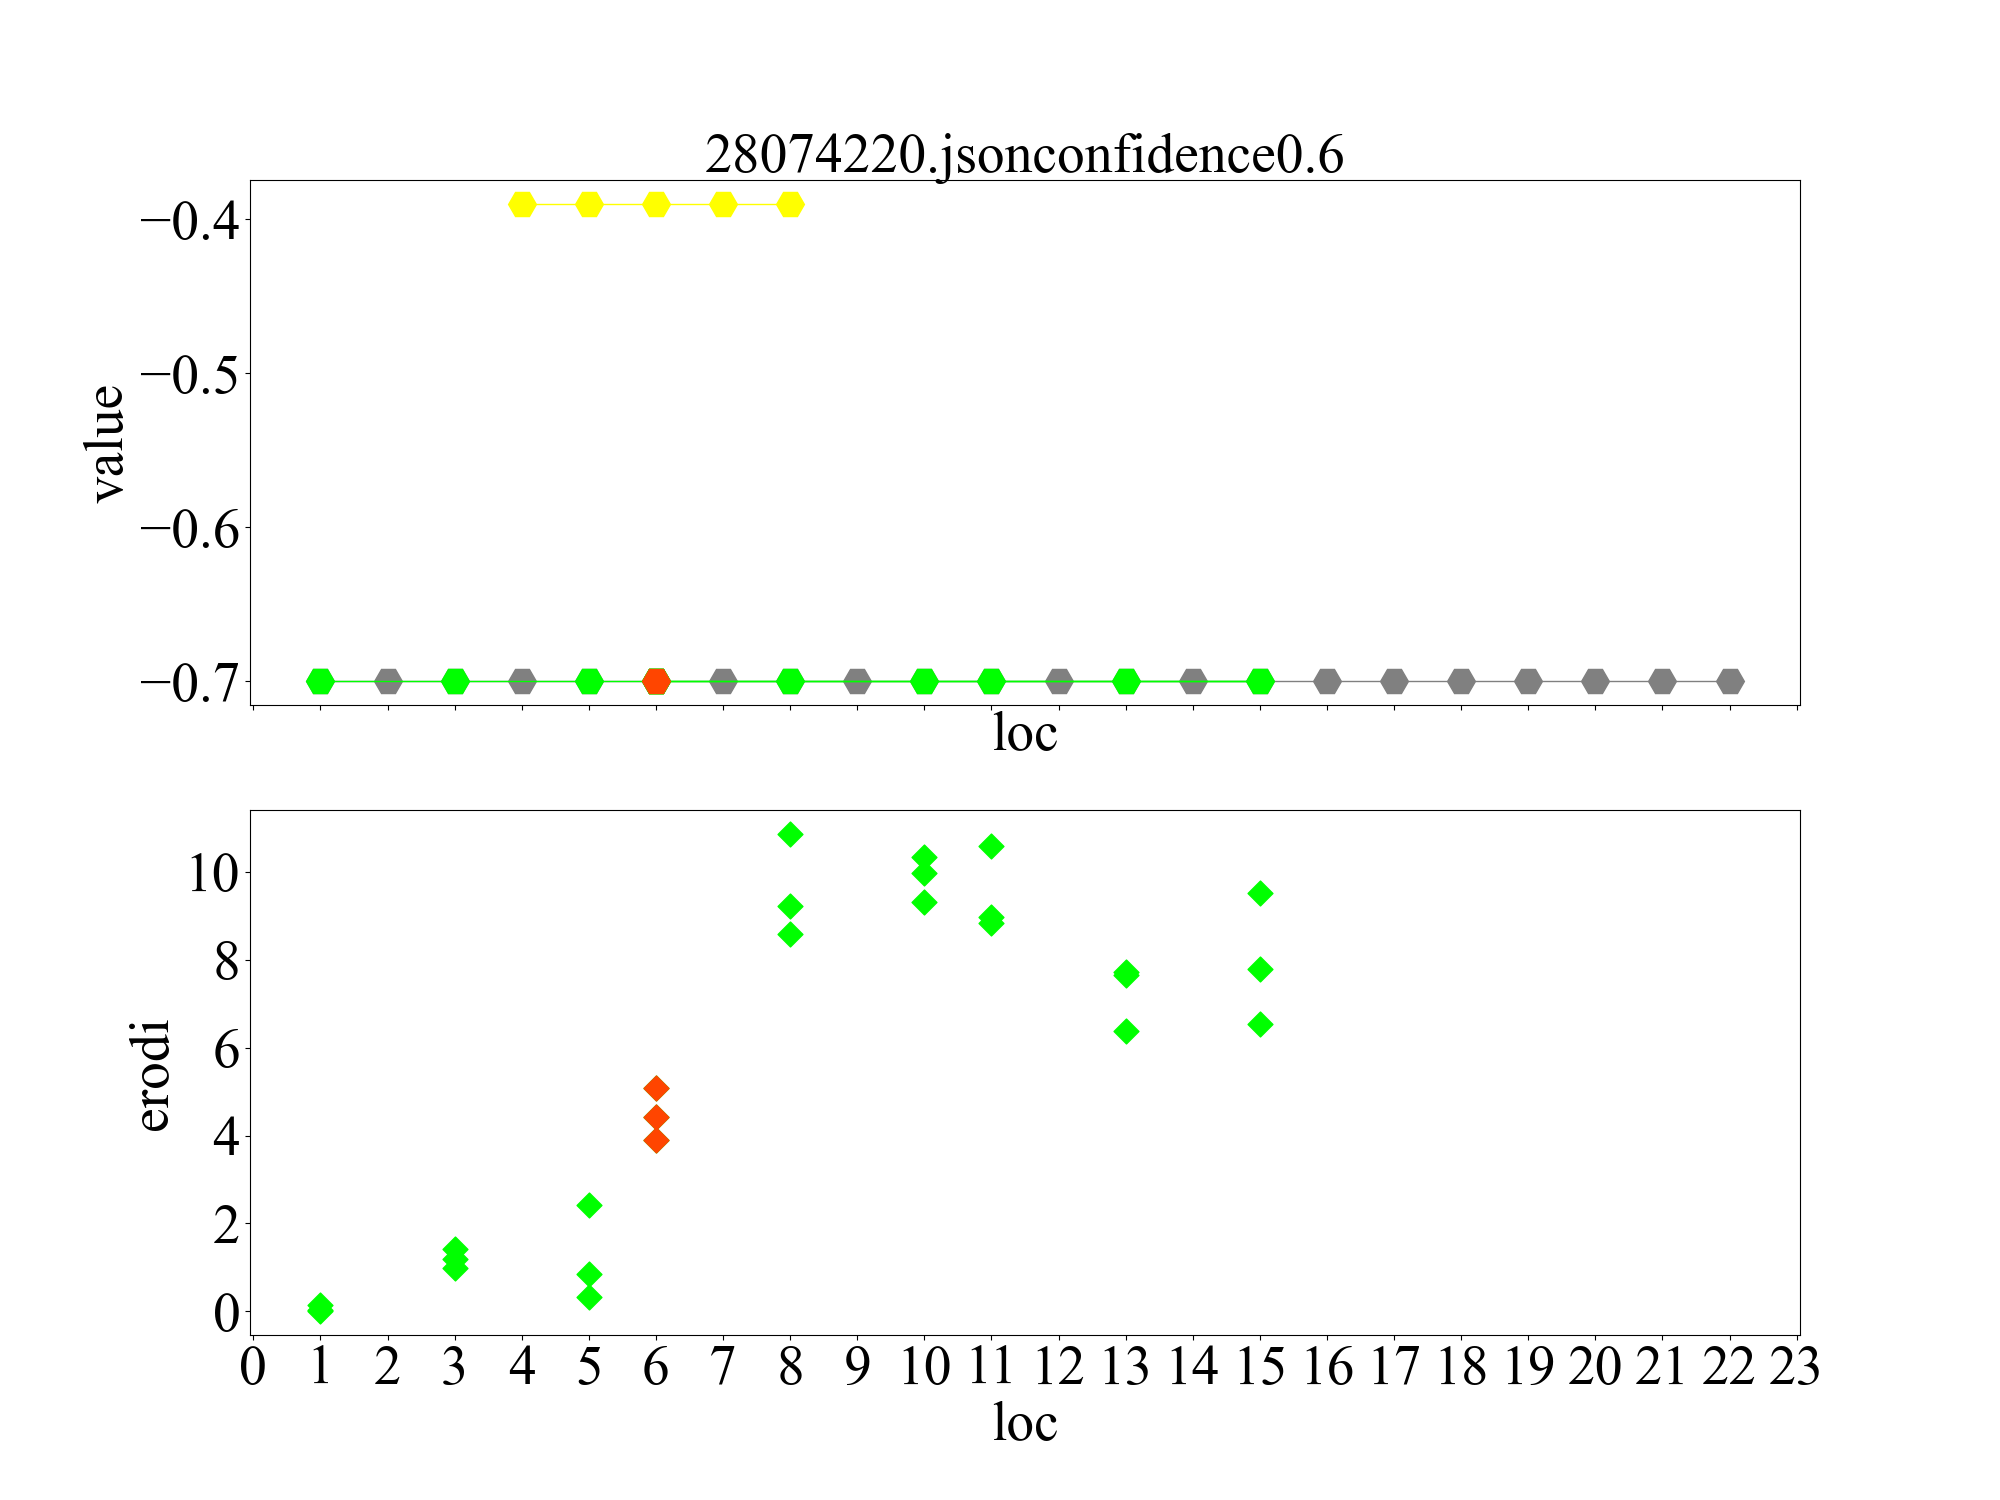 28074220.jsonconfidence0.6
−0.4
−0.5
−0.6
−0.7
value
loc
10
8
6
4
2
0
erodi
0 1 2 3 4 5 6 7 8 9 10 11 12 13 14 15 16 17 18 19 20 21 22 23
loc